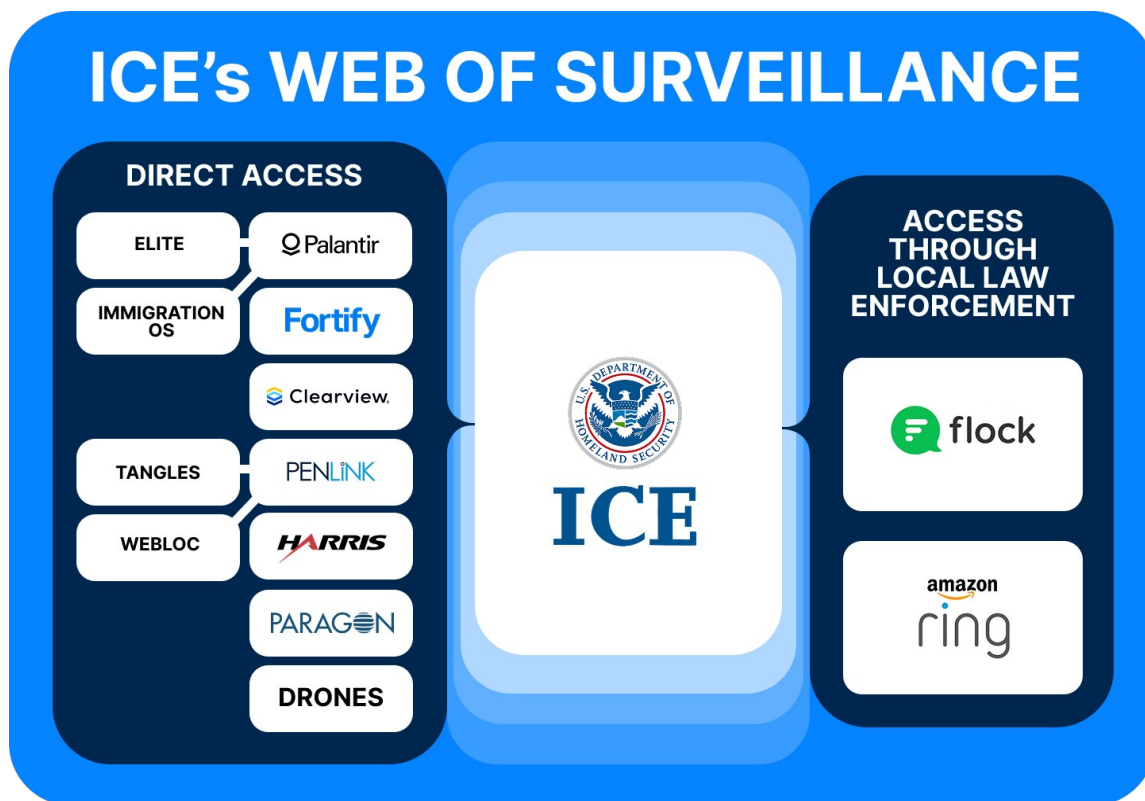 ICE's WEB OF SURVEILLANCE
DIRECT ACCESS
ELITE
Palantir
IMMIGRATION
OS
Fortify
Clearview.
TANGLES
PENLiNK
WEBLOC
HARRIS
PARAGON
DRONES
U.S. DEPARTMENT OF
HOMELAND SECURITY
ICE
ACCESS
THROUGH
LOCAL LAW
ENFORCEMENT
flock
amazon
ring